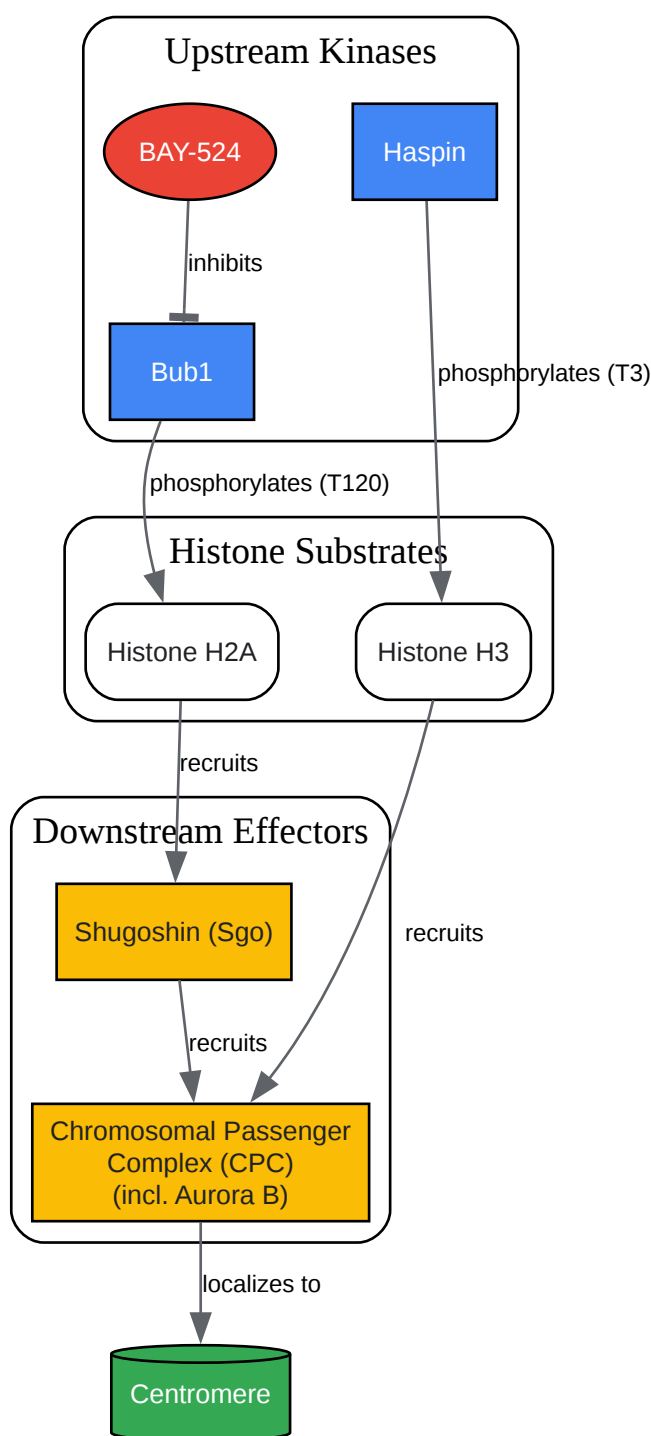 Upstream Kinases
BAY-524
Haspin
inhibits
Bub1
phosphorylates (T3)
phosphorylates (T120)
Histone Substrates
Histone H2A
Histone H3
recruits
Downstream Effectors
Shugoshin (Sgo)
recruits
recruits
Chromosomal Passenger
Complex (CPC)
(incl. Aurora B)
localizes to
Centromere